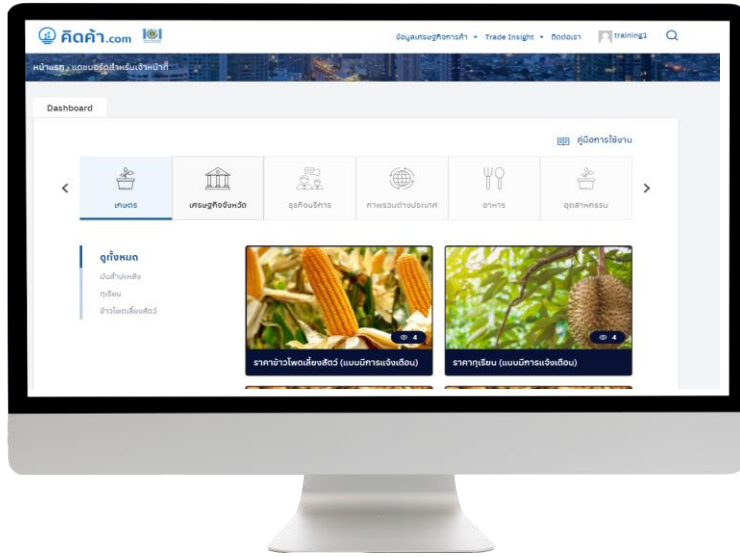 คิดค้า.com
ข้อมูลเศรษฐกิจการค้า Trade Insight ติดต่อเรา training1
หน้าแรก > แดชบอร์ดสำหรับเจ้าหน้าที่
Dashboard
คู่มือการใช้งาน
เกษตร เศรษฐกิจจังหวัด ธุรกิจบริการ ภาพรวมต่างประเทศ อาหาร อุตสาหกรรม
ดูทั้งหมด
มันสำปะหลัง
ทุเรียน
ข้าวโพดเลี้ยงสัตว์
4
4
ราคาข้าวโพดเลี้ยงสัตว์ (แบบมีการแจ้งเตือน)
ราคาทุเรียน (แบบมีการแจ้งเตือน)